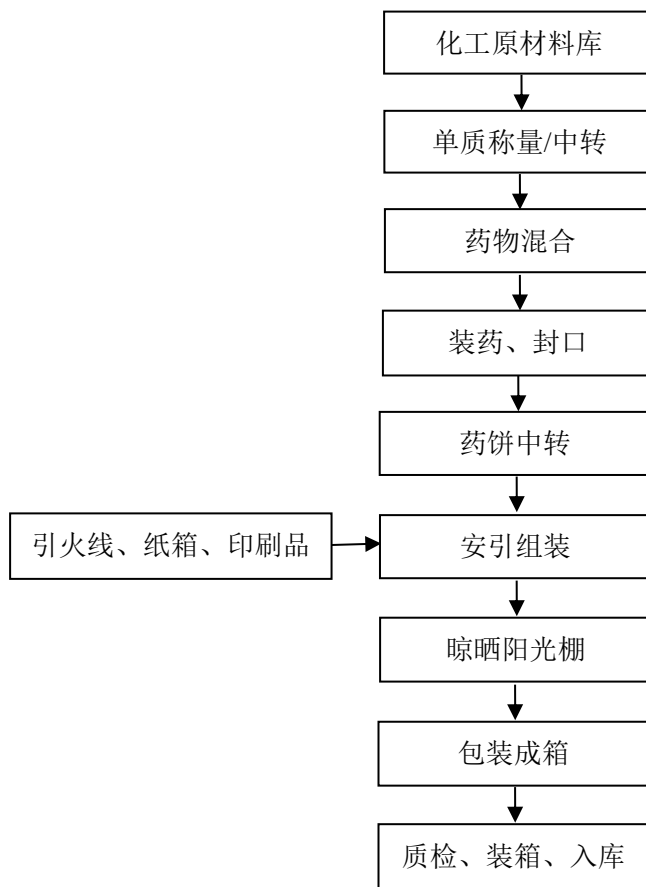 化工原材料库
单质称量/中转
药物混合
装药、封口
药饼中转
引火线、纸箱、印刷品
安引组装
晾晒阳光棚
包装成箱
质检、装箱、入库